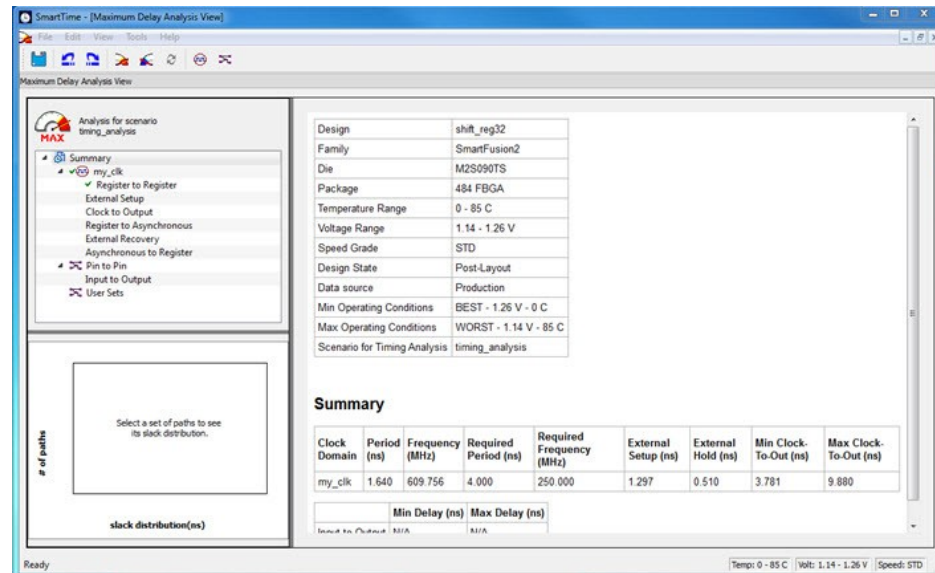 SmartTime - [Maximum Delay Analysis View]
File Edit View Tools Help
Maximum Delay Analysis View
MAX
Analysis for scenario
timing_analysis
Summary
my_clk
Register to Register
External Setup
Clock to Output
Register to Asynchronous
External Recovery
Asynchronous to Register
Pin to Pin
Input to Output
User Sets
# of paths
Select a set of paths to see
its slack distribution.
slack distribution(ns)
Design shift_reg32
Family SmartFusion2
Die M2S090TS
Package 484 FBGA
Temperature Range 0 - 85 C
Voltage Range 1.14 - 1.26 V
Speed Grade STD
Design State Post-Layout
Data source Production
Min Operating Conditions BEST - 1.26 V - 0 C
Max Operating Conditions WORST - 1.14 V - 85 C
Scenario for Timing Analysis timing_analysis
Summary
Clock Domain Period (ns) Frequency (MHz) Required Period (ns) Required Frequency (MHz) External Setup (ns) External Hold (ns) Min Clock-To-Out (ns) Max Clock-To-Out (ns)
my_clk 1.640 609.756 4.000 250.000 1.297 0.510 3.781 9.880
Min Delay (ns) Max Delay (ns)
Input to Output N/A N/A
Ready
Temp: 0 - 85 C Volt: 1.14 - 1.26 V Speed: STD